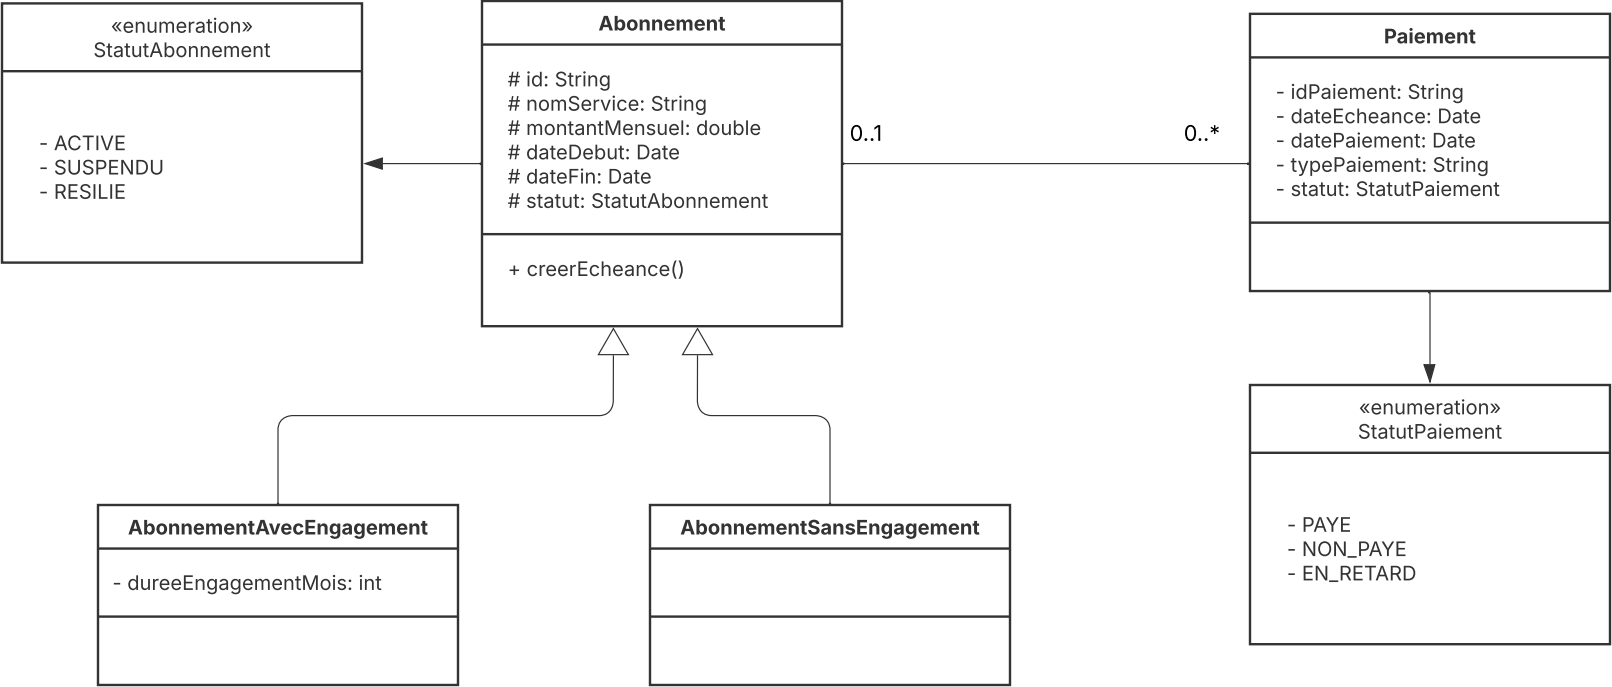 «enumeration»
StatutAbonnement
- ACTIVE
- SUSPENDU
- RESILIE
Abonnement
# id: String
# nomService: String
# montantMensuel: double
# dateDebut: Date
# dateFin: Date
# statut: StatutAbonnement
+ creerEcheance()
0..1
0..*
Paiement
- idPaiement: String
- dateEcheance: Date
- datePaiement: Date
- typePaiement: String
- statut: StatutPaiement
«enumeration»
StatutPaiement
- PAYE
- NON_PAYE
- EN_RETARD
AbonnementAvecEngagement
- dureeEngagementMois: int
AbonnementSansEngagement